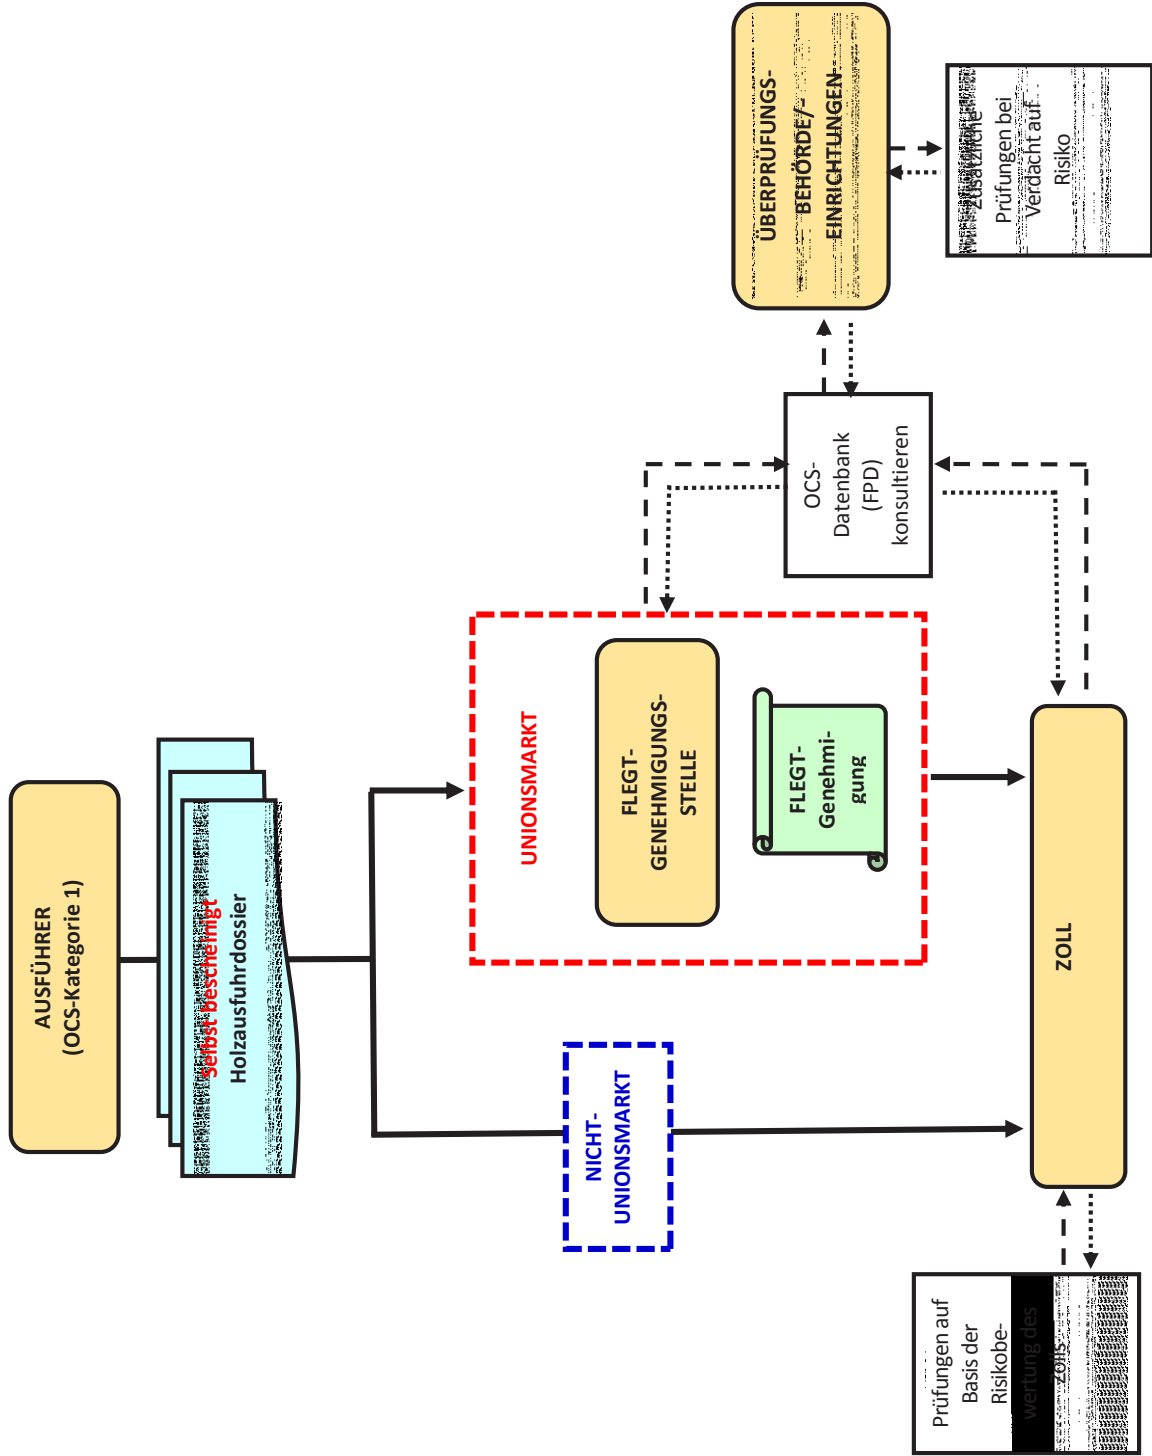 AUSFÜHRER
(OCS-Kategorie 1)
Selbst bescheinigt
Holzausfuhrdossier
NICHT-
UNIONSMARKT
UNIONSMARKT
FLEGT-
GENEHMIGUNGS-
STELLE
FLEGT-
Genehmi-
gung
OCS-
Datenbank
(FPD)
konsultieren
ÜBERPRÜFUNGS-
BEHÖRDE/-
EINRICHTUNGEN
Zusätzliche
Prüfungen bei
Verdacht auf
Risiko
ZOLL
Prüfungen auf
Basis der
Risikobe-
wertung des
Zolls